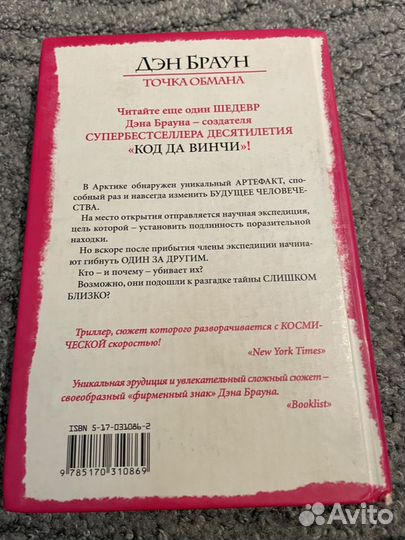 ДЭН БРАУН
ТОЧКА ОБМАНА
Читайте еще один ШЕДЕВР
Дэна Брауна – создателя
СУПЕРБЕСТСЕЛЛЕРА ДЕСЯТИЛЕТИЯ
«КОД ДА ВИНЧИ»!
В Арктике обнаружен уникальный АРТЕФАКТ, спо-
собный раз и навсегда изменить БУДУЩЕЕ ЧЕЛОВЕЧЕ-
СТВА.
На место открытия отправляется научная экспедиция,
цель которой – установить подлинность поразительной
находки.
Но вскоре после прибытия члены экспедиции начина-
ют гибнуть ОДИН ЗА ДРУГИМ.
Кто – и почему – убивает их?
Возможно, они подошли к разгадке тайны СЛИШКОМ
БЛИЗКО?
Триллер, сюжет которого разворачивается с КОСМИ-
ЧЕСКОЙ скоростью!
«New York Times»
Уникальная эрудиция и увлекательный сложный сюжет –
своеобразный «фирменный знак» Дэна Брауна.
«Booklist»
ISBN 5-17-031086-2
9 785170 310869
Avito